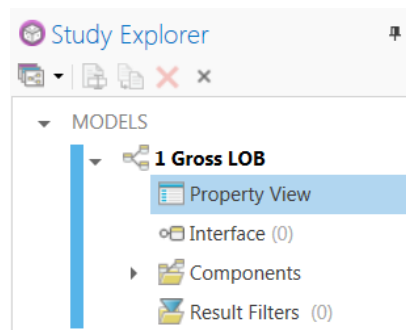 Study Explorer
MODELS
1 Gross LOB
Property View
Interface (0)
Components
Result Filters (0)